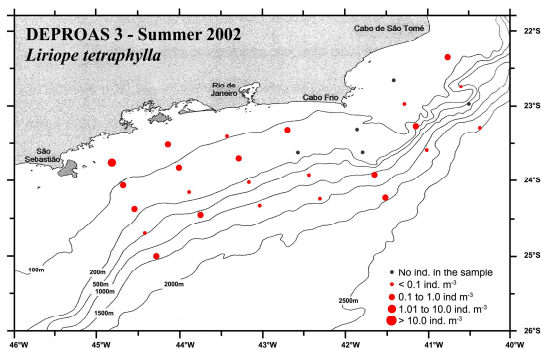 DEPROAS 3 - Summer 2002
Liriope tetraphylla
Cabo de São Tomé
Rio de
Janeiro
Cabo Frio
São
Sebastião
22°S
23°S
24°S
25°S
26°S
100m
200m
500m
1000m
1500m
2000m
2500m
No ind. in the sample
< 0.1 ind. m⁻³
0.1 to 1.0 ind m⁻³
1.01 to 10.0 ind m⁻³
> 10.0 ind. m⁻³
46°W 45°W 44°W 43°W 42°W 41°W 40°W